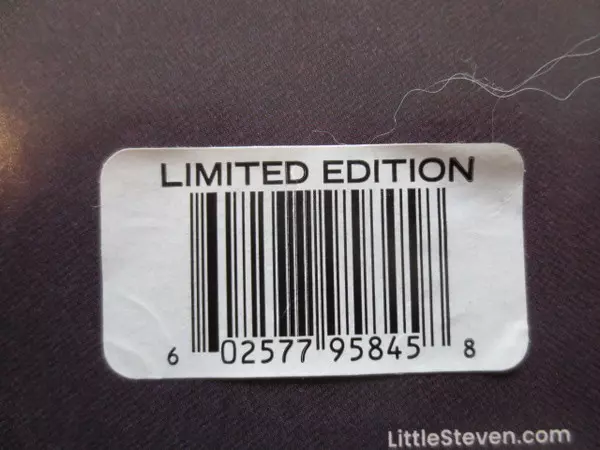 LIMITED EDITION
6 02577 95845 8
LittleSteven.com